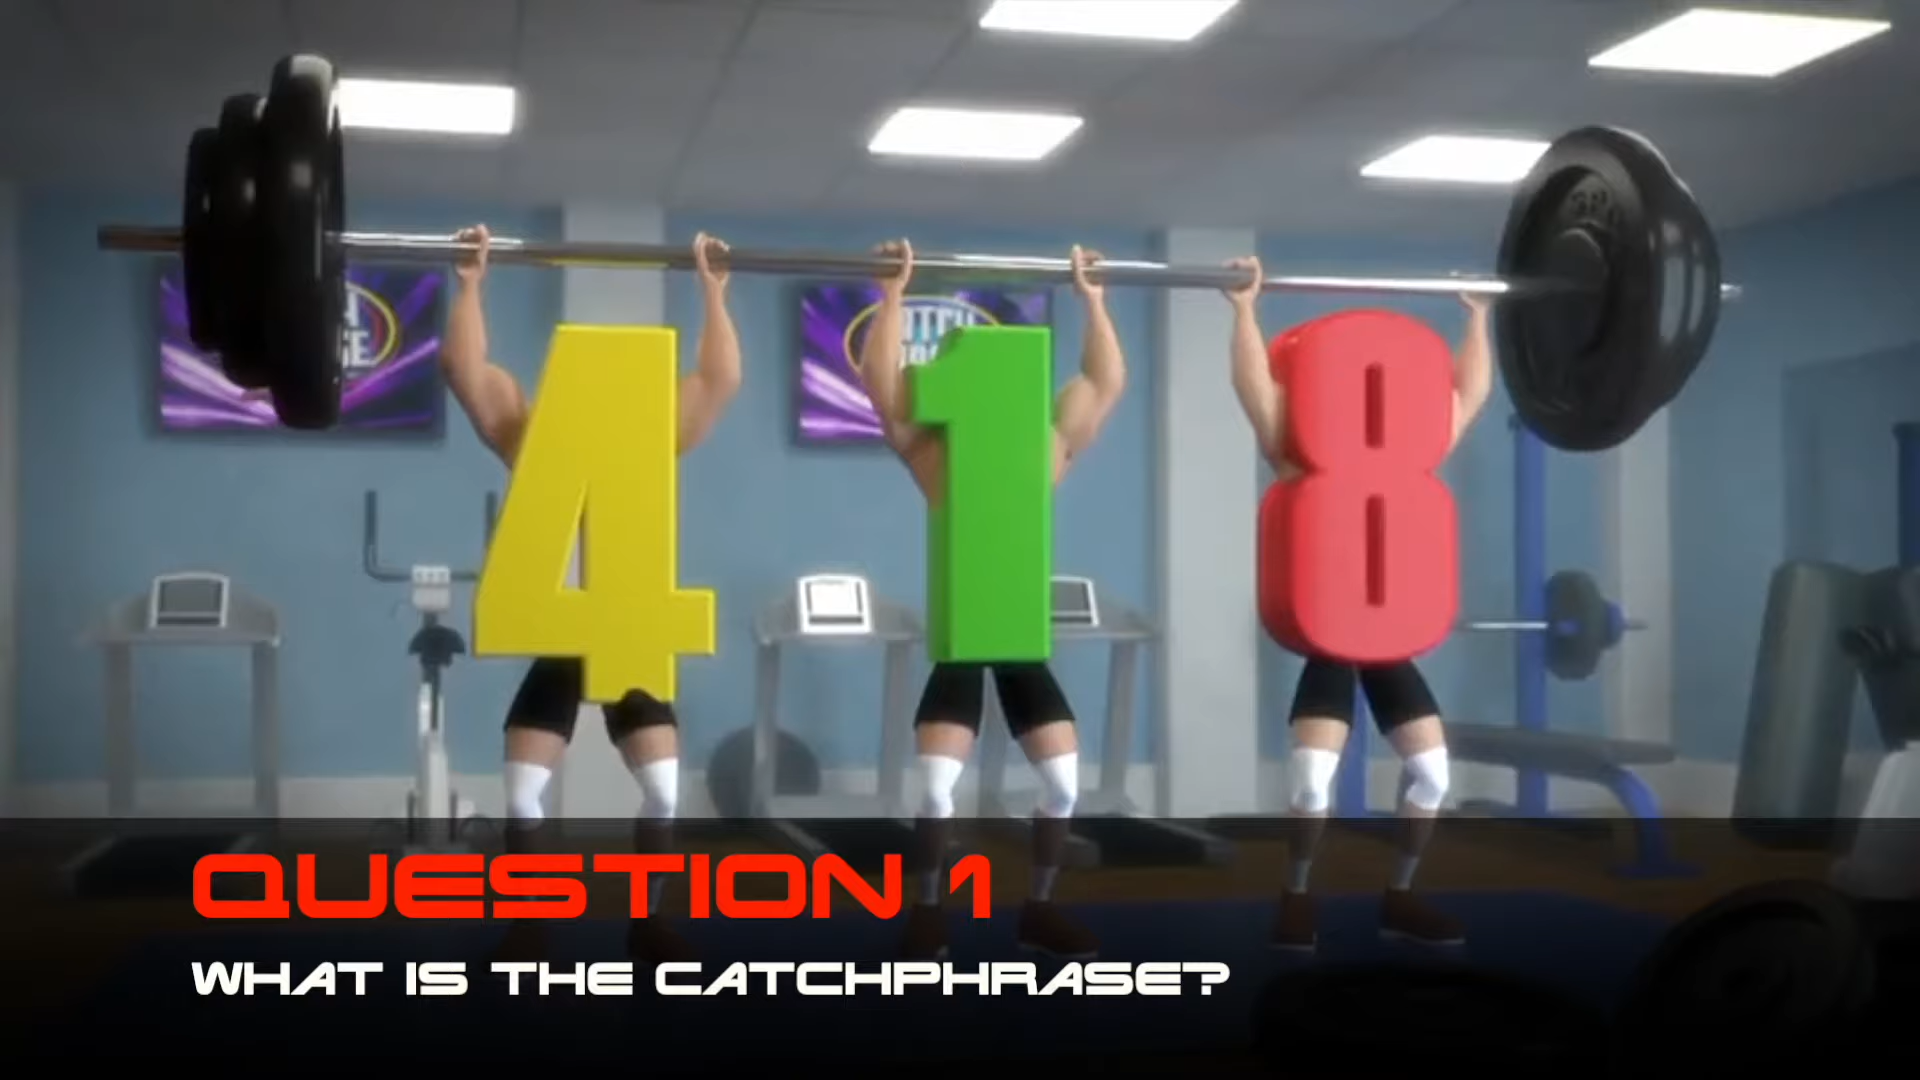 4 1 8
QUESTION 1
WHAT IS THE CATCHPHRASE?